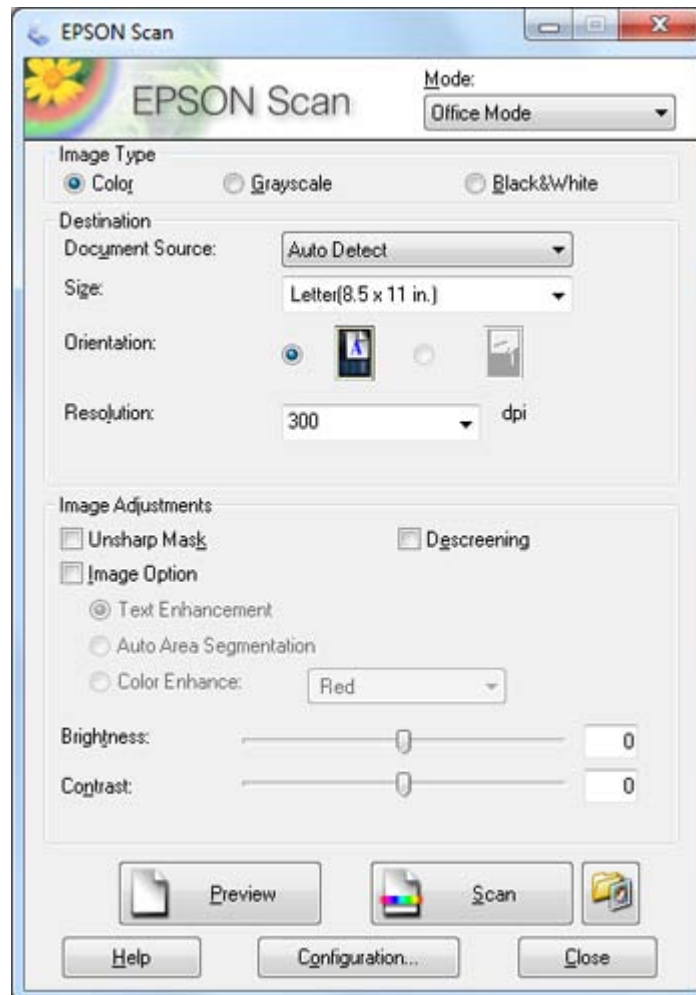 EPSON Scan
EPSON Scan
Mode:
Office Mode
Image Type
Color Grayscale Black&White
Destination
Document Source: Auto Detect
Size: Letter(8.5 x 11 in.)
Orientation: A
Resolution: 300 dpi
Image Adjustments
Unsharp Mask Descreening
Image Option
Text Enhancement
Auto Area Segmentation
Color Enhance: Red
Brightness: 0
Contrast: 0
Preview Scan
Help Configuration... Close